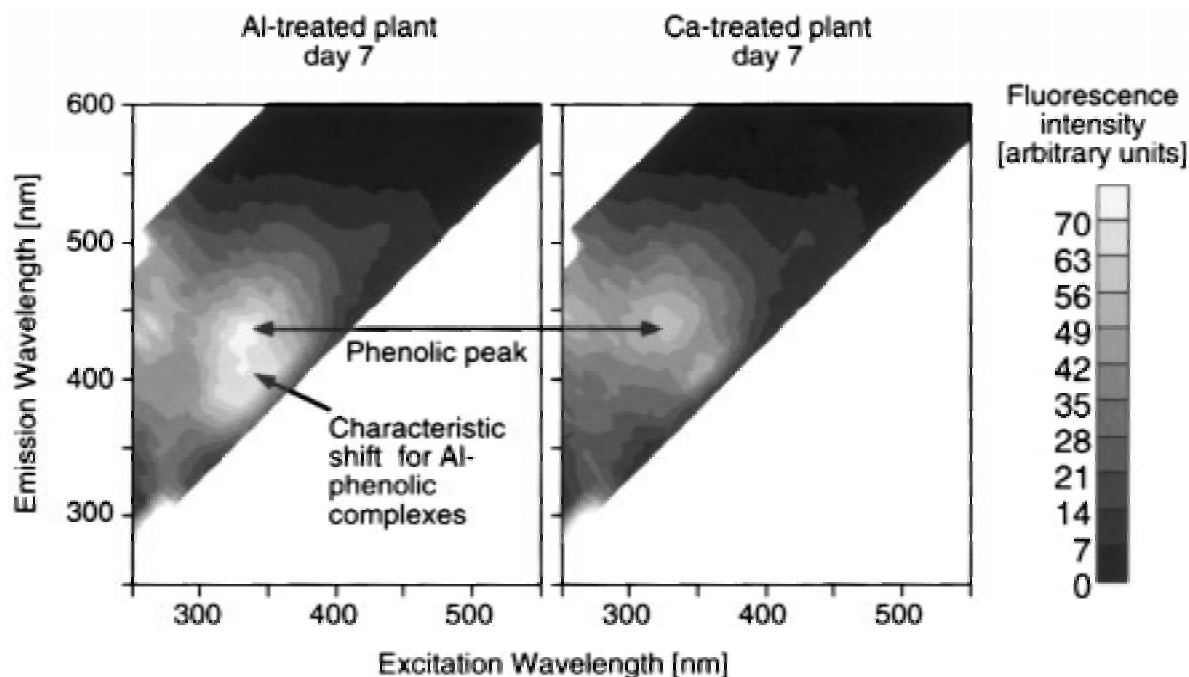 Al-treated plant
day 7
Ca-treated plant
day 7
Fluorescence
intensity
[arbitrary units]
70
63
56
49
42
35
28
21
14
7
0
Emission Wavelength [nm]
600
500
400
300
Phenolic peak
Characteristic
shift for Al-
phenolic
complexes
300
400
500
300
400
500
Excitation Wavelength [nm]